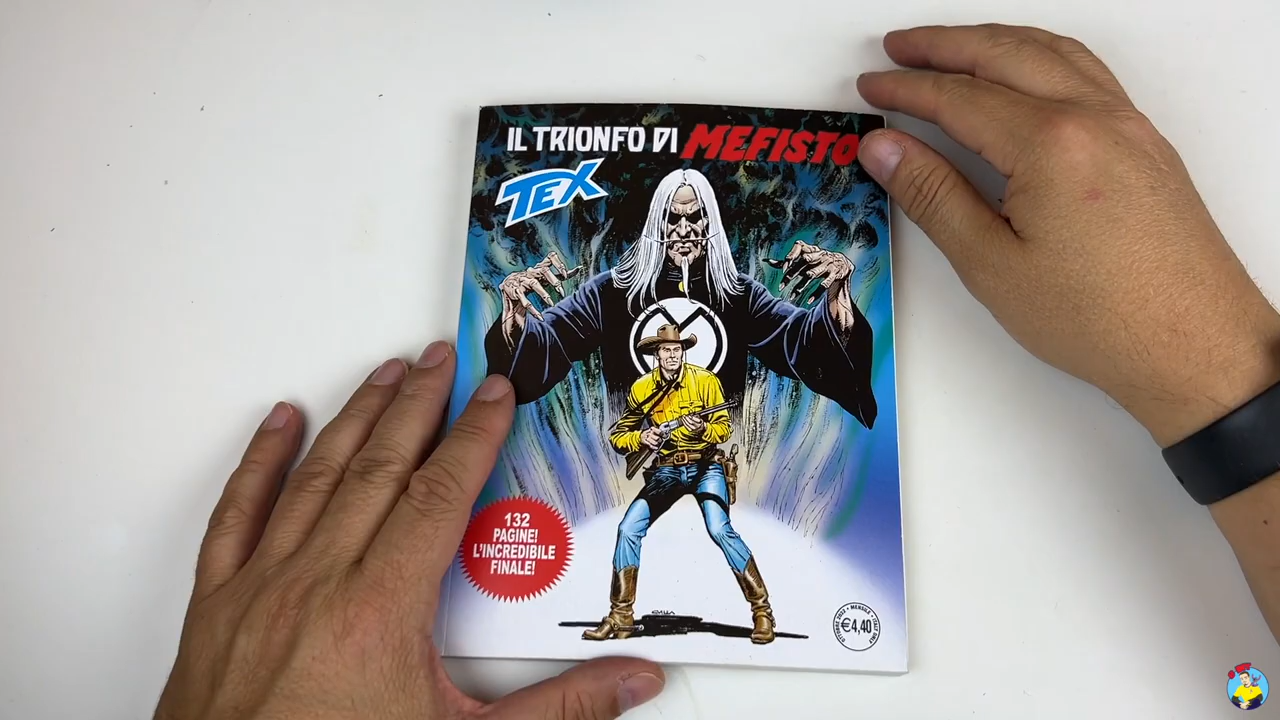 IL TRIONFO DI MEFISTO
TEX
132
PAGINE!
L'INCREDIBILE
FINALE!
€4,40